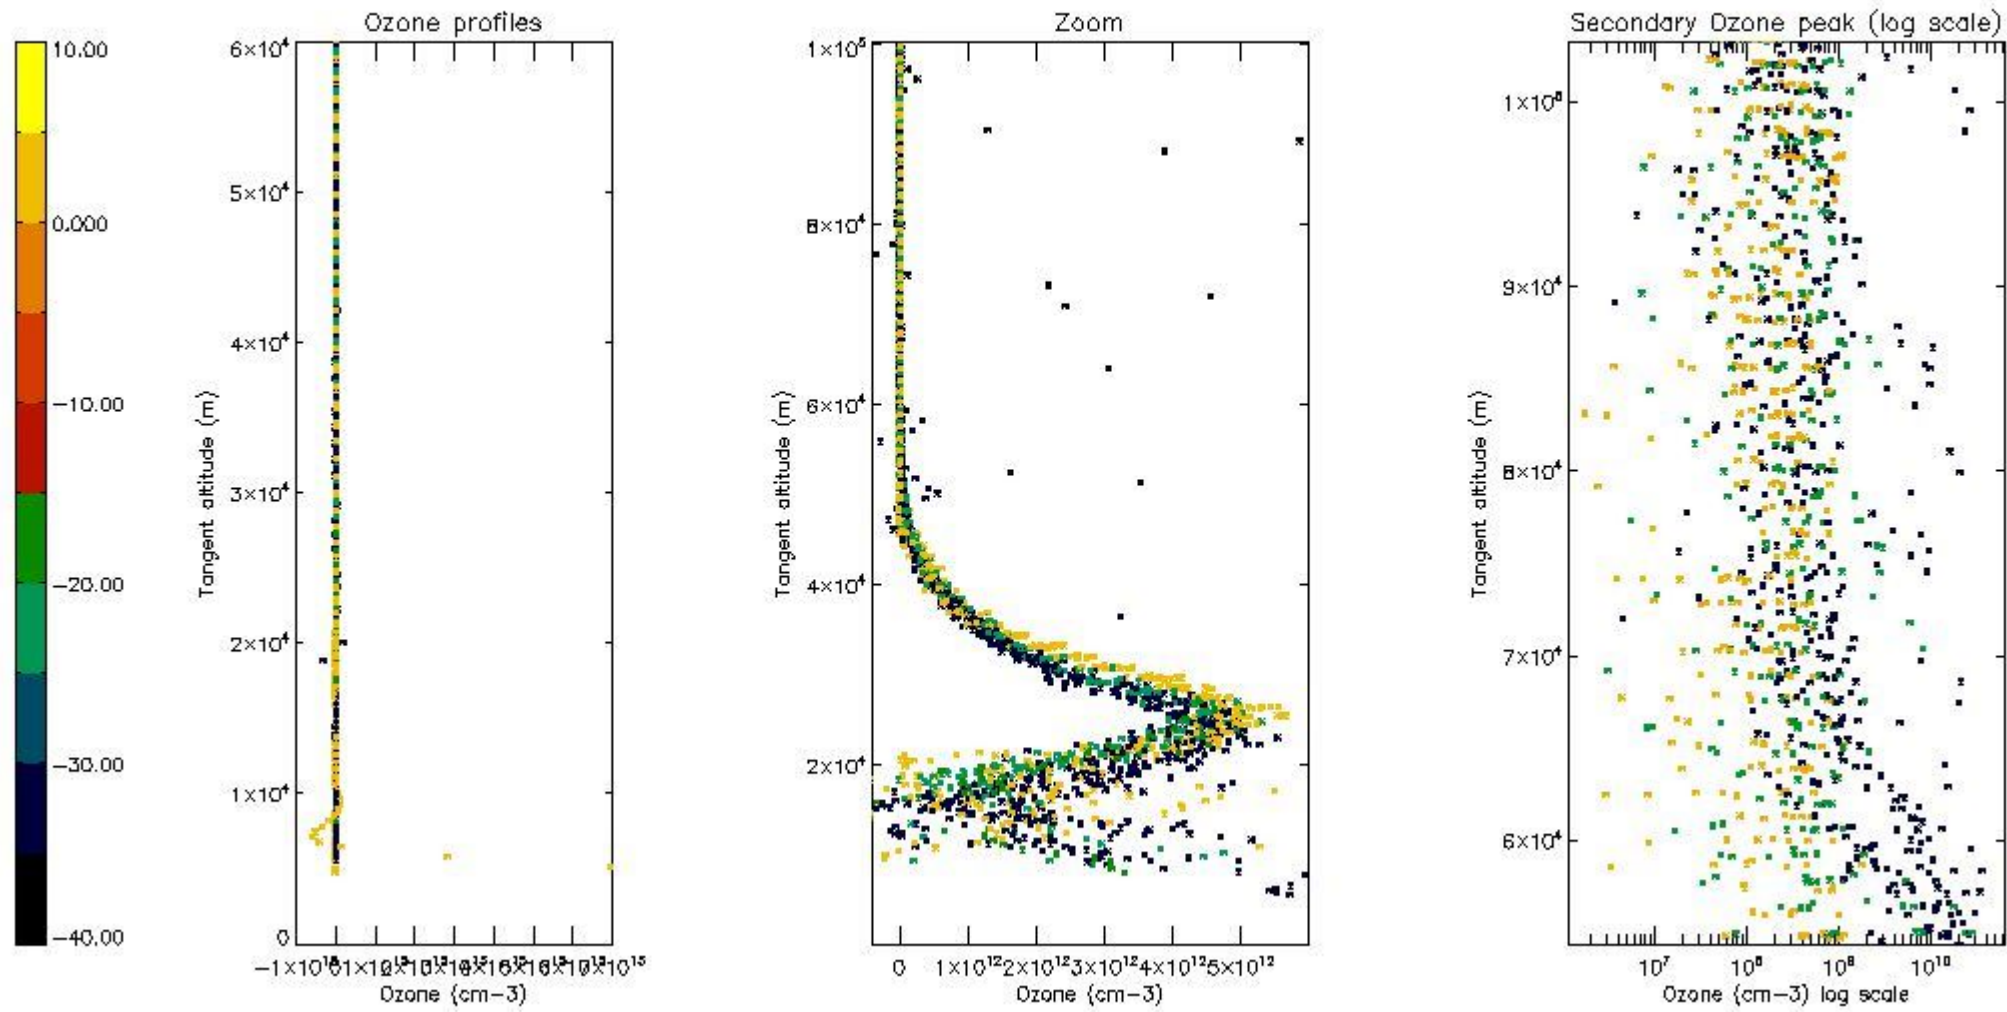 Ozone profiles
Zoom
Secondary Ozone peak (log scale)
10.00
0.000
−10.00
−20.00
−30.00
−40.00
6×10⁴
5×10⁴
4×10⁴
3×10⁴
2×10⁴
1×10⁴
0
Tangent altitude (m)
Ozone (cm−3)
1×10⁵
8×10⁴
6×10⁴
4×10⁴
2×10⁴
Tangent altitude (m)
0 1×10¹² 2×10¹² 3×10¹² 4×10¹² 5×10¹²
Ozone (cm−3)
9×10⁴
8×10⁴
7×10⁴
6×10⁴
Tangent altitude (m)
10⁷ 10⁸ 10⁹ 10¹⁰
Ozone (cm−3) log scale